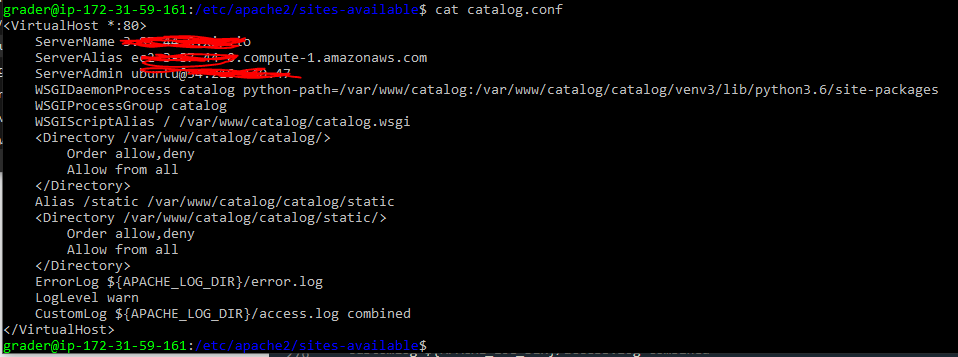 grader@ip-172-31-59-161:/etc/apache2/sites-available$ cat catalog.conf
<VirtualHost *:80>
ServerName
ServerAlias .compute-1.amazonaws.com
ServerAdmin
WSGIDaemonProcess catalog python-path=/var/www/catalog:/var/www/catalog/catalog/venv3/lib/python3.6/site-packages
WSGIProcessGroup catalog
WSGIScriptAlias / /var/www/catalog/catalog.wsgi
<Directory /var/www/catalog/catalog/>
Order allow,deny
Allow from all
</Directory>
Alias /static /var/www/catalog/catalog/static
<Directory /var/www/catalog/catalog/static/>
Order allow,deny
Allow from all
</Directory>
ErrorLog ${APACHE_LOG_DIR}/error.log
LogLevel warn
CustomLog ${APACHE_LOG_DIR}/access.log combined
</VirtualHost>
grader@ip-172-31-59-161:/etc/apache2/sites-available$